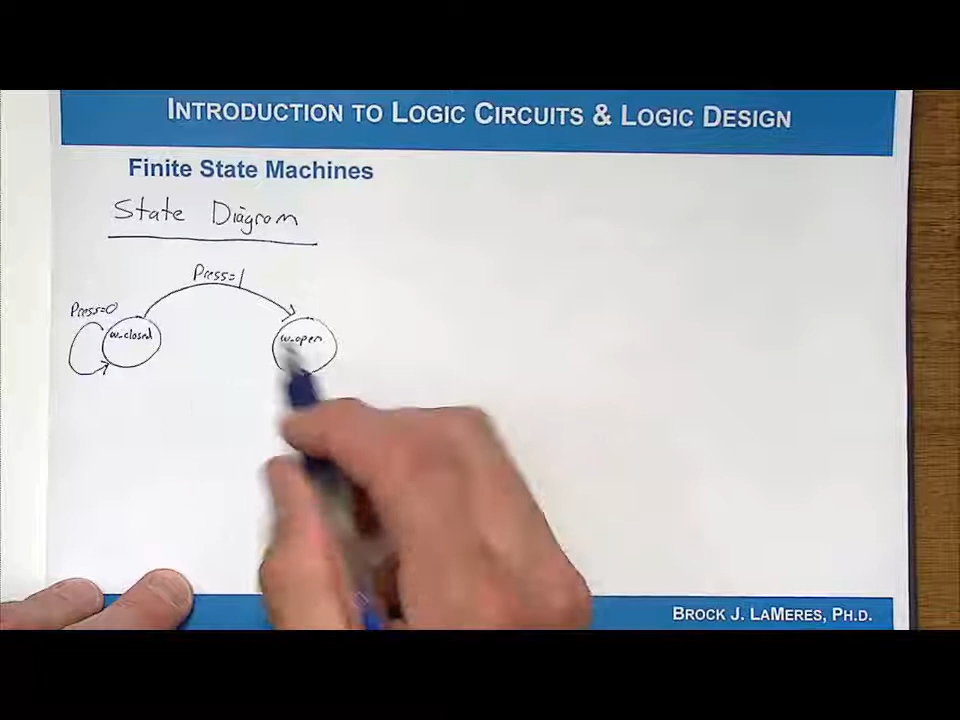 INTRODUCTION TO LOGIC CIRCUITS & LOGIC DESIGN
Finite State Machines
State Diagram
Press=1
Press=0
w_closed
w_open
BROCK J. LAMERES, PH.D.